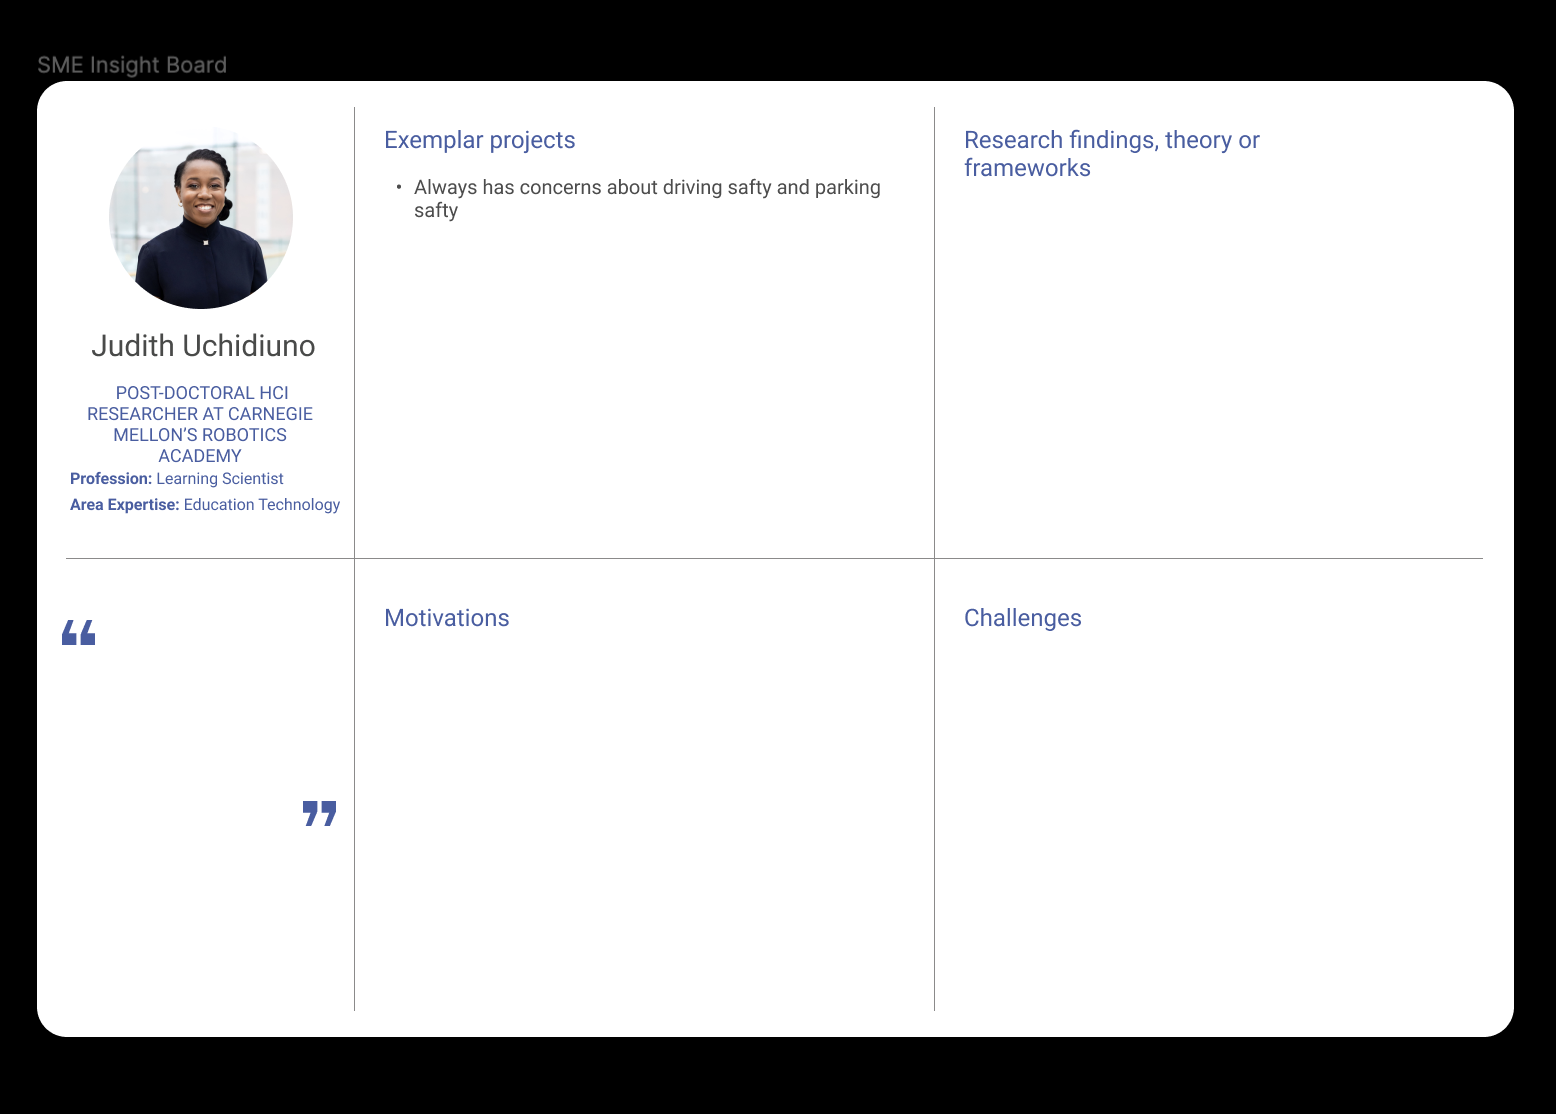 SME Insight Board
Judith Uchidiuno
POST-DOCTORAL HCI
RESEARCHER AT CARNEGIE
MELLON’S ROBOTICS
ACADEMY
Profession: Learning Scientist
Area Expertise: Education Technology
Exemplar projects
• Always has concerns about driving safty and parking
safty
Research findings, theory or
frameworks
“
”
Motivations
Challenges